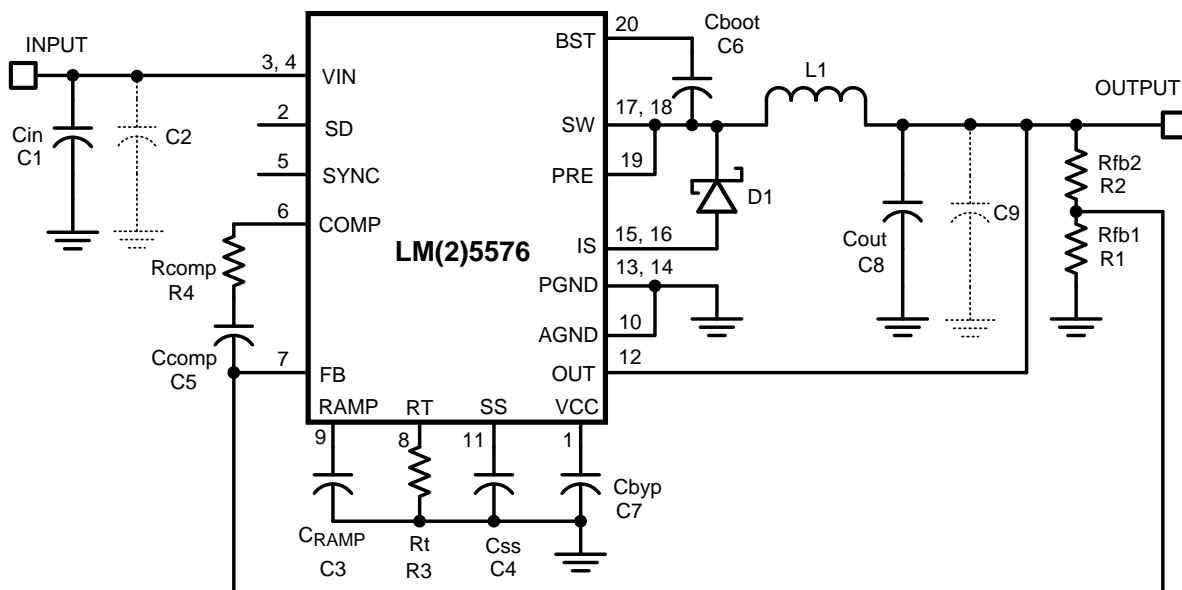 INPUT
3, 4
VIN
Cin
C1
C2
2
SD
5
SYNC
6
COMP
Rcomp
R4
Ccomp
C5
7
FB
LM(2)5576
BST
20
Cboot
C6
L1
OUTPUT
SW
17, 18
PRE
19
D1
IS
15, 16
PGND
13, 14
AGND
10
OUT
12
Cout
C8
C9
Rfb2
R2
Rfb1
R1
RAMP
RT
SS
VCC
9
8
11
1
CRAMP
C3
Rt
R3
Css
C4
Cbyp
C7